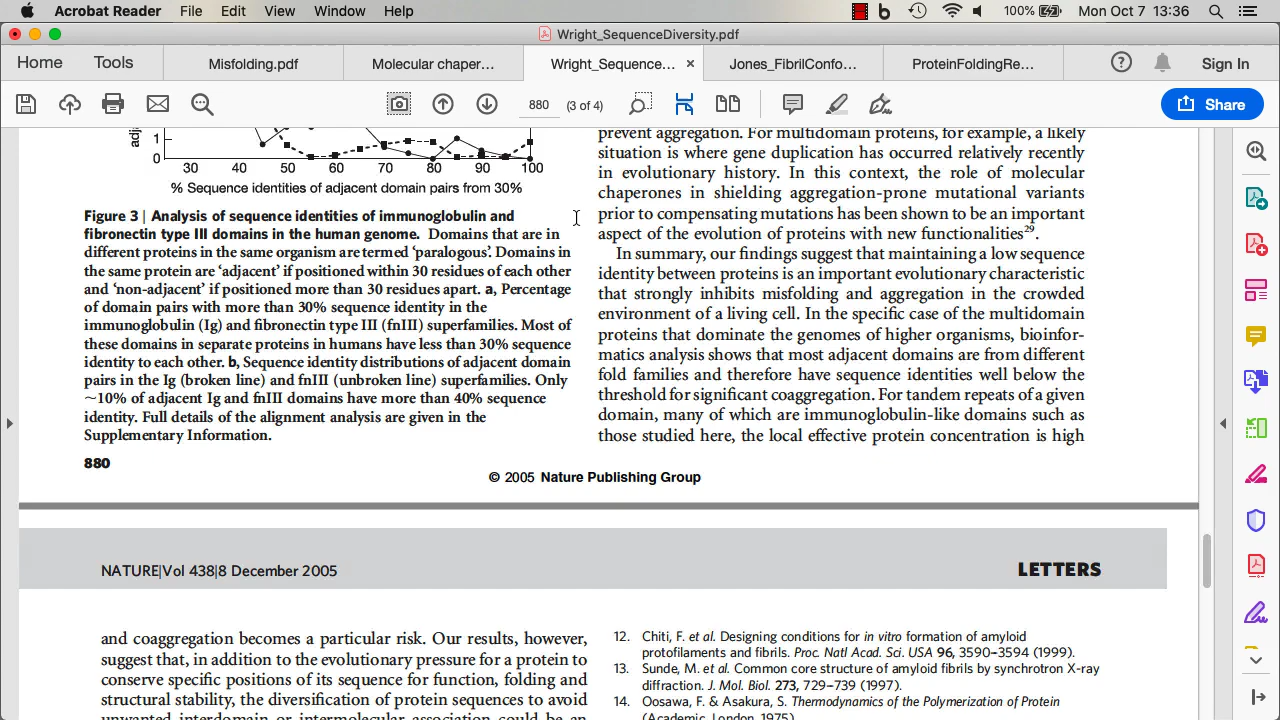 Acrobat Reader File Edit View Window Help 100% Mon Oct 7 13:36
Wright_SequenceDiversity.pdf
Home Tools Misfolding.pdf Molecular chaper... Wright_Sequence... × Jones_FibrilConfo... ProteinFoldingRe... Sign In
880 (3 of 4) Share
adj
1
0
30 40 50 60 70 80 90 100
% Sequence identities of adjacent domain pairs from 30%
Figure 3 | Analysis of sequence identities of immunoglobulin and
fibronectin type III domains in the human genome. Domains that are in
different proteins in the same organism are termed ‘paralogous’. Domains in
the same protein are ‘adjacent’ if positioned within 30 residues of each other
and ‘non-adjacent’ if positioned more than 30 residues apart. a, Percentage
of domain pairs with more than 30% sequence identity in the
immunoglobulin (Ig) and fibronectin type III (fnIII) superfamilies. Most of
these domains in separate proteins in humans have less than 30% sequence
identity to each other. b, Sequence identity distributions of adjacent domain
pairs in the Ig (broken line) and fnIII (unbroken line) superfamilies. Only
~10% of adjacent Ig and fnIII domains have more than 40% sequence
identity. Full details of the alignment analysis are given in the
Supplementary Information.
880
prevent aggregation. For multidomain proteins, for example, a likely
situation is where gene duplication has occurred relatively recently
in evolutionary history. In this context, the role of molecular
chaperones in shielding aggregation-prone mutational variants
prior to compensating mutations has been shown to be an important
aspect of the evolution of proteins with new functionalities29.
In summary, our findings suggest that maintaining a low sequence
identity between proteins is an important evolutionary characteristic
that strongly inhibits misfolding and aggregation in the crowded
environment of a living cell. In the specific case of the multidomain
proteins that dominate the genomes of higher organisms, bioinfor-
matics analysis shows that most adjacent domains are from different
fold families and therefore have sequence identities well below the
threshold for significant coaggregation. For tandem repeats of a given
domain, many of which are immunoglobulin-like domains such as
those studied here, the local effective protein concentration is high
© 2005 Nature Publishing Group
NATURE|Vol 438|8 December 2005
LETTERS
and coaggregation becomes a particular risk. Our results, however,
suggest that, in addition to the evolutionary pressure for a protein to
conserve specific positions of its sequence for function, folding and
structural stability, the diversification of protein sequences to avoid
unwanted interdomain or intermolecular association could be an
12. Chiti, F. et al. Designing conditions for in vitro formation of amyloid
protofilaments and fibrils. Proc. Natl Acad. Sci. USA 96, 3590–3594 (1999).
13. Sunde, M. et al. Common core structure of amyloid fibrils by synchrotron X-ray
diffraction. J. Mol. Biol. 273, 729–739 (1997).
14. Oosawa, F. & Asakura, S. Thermodynamics of the Polymerization of Protein
(Academic, London, 1975).